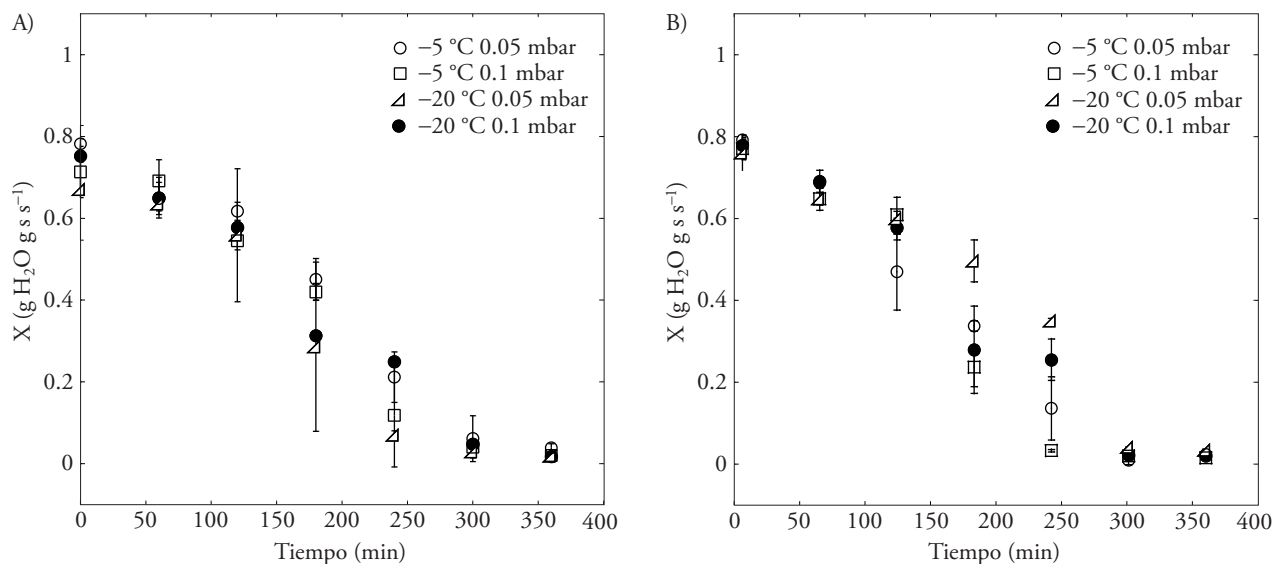 A)
−5 °C 0.05 mbar
−5 °C 0.1 mbar
−20 °C 0.05 mbar
−20 °C 0.1 mbar
1
0.8
0.6
0.4
0.2
0
X (g H₂O g s s⁻¹)
0 50 100 150 200 250 300 350 400
Tiempo (min)
B)
−5 °C 0.05 mbar
−5 °C 0.1 mbar
−20 °C 0.05 mbar
−20 °C 0.1 mbar
1
0.8
0.6
0.4
0.2
0
X (g H₂O g s s⁻¹)
0 50 100 150 200 250 300 350 400
Tiempo (min)